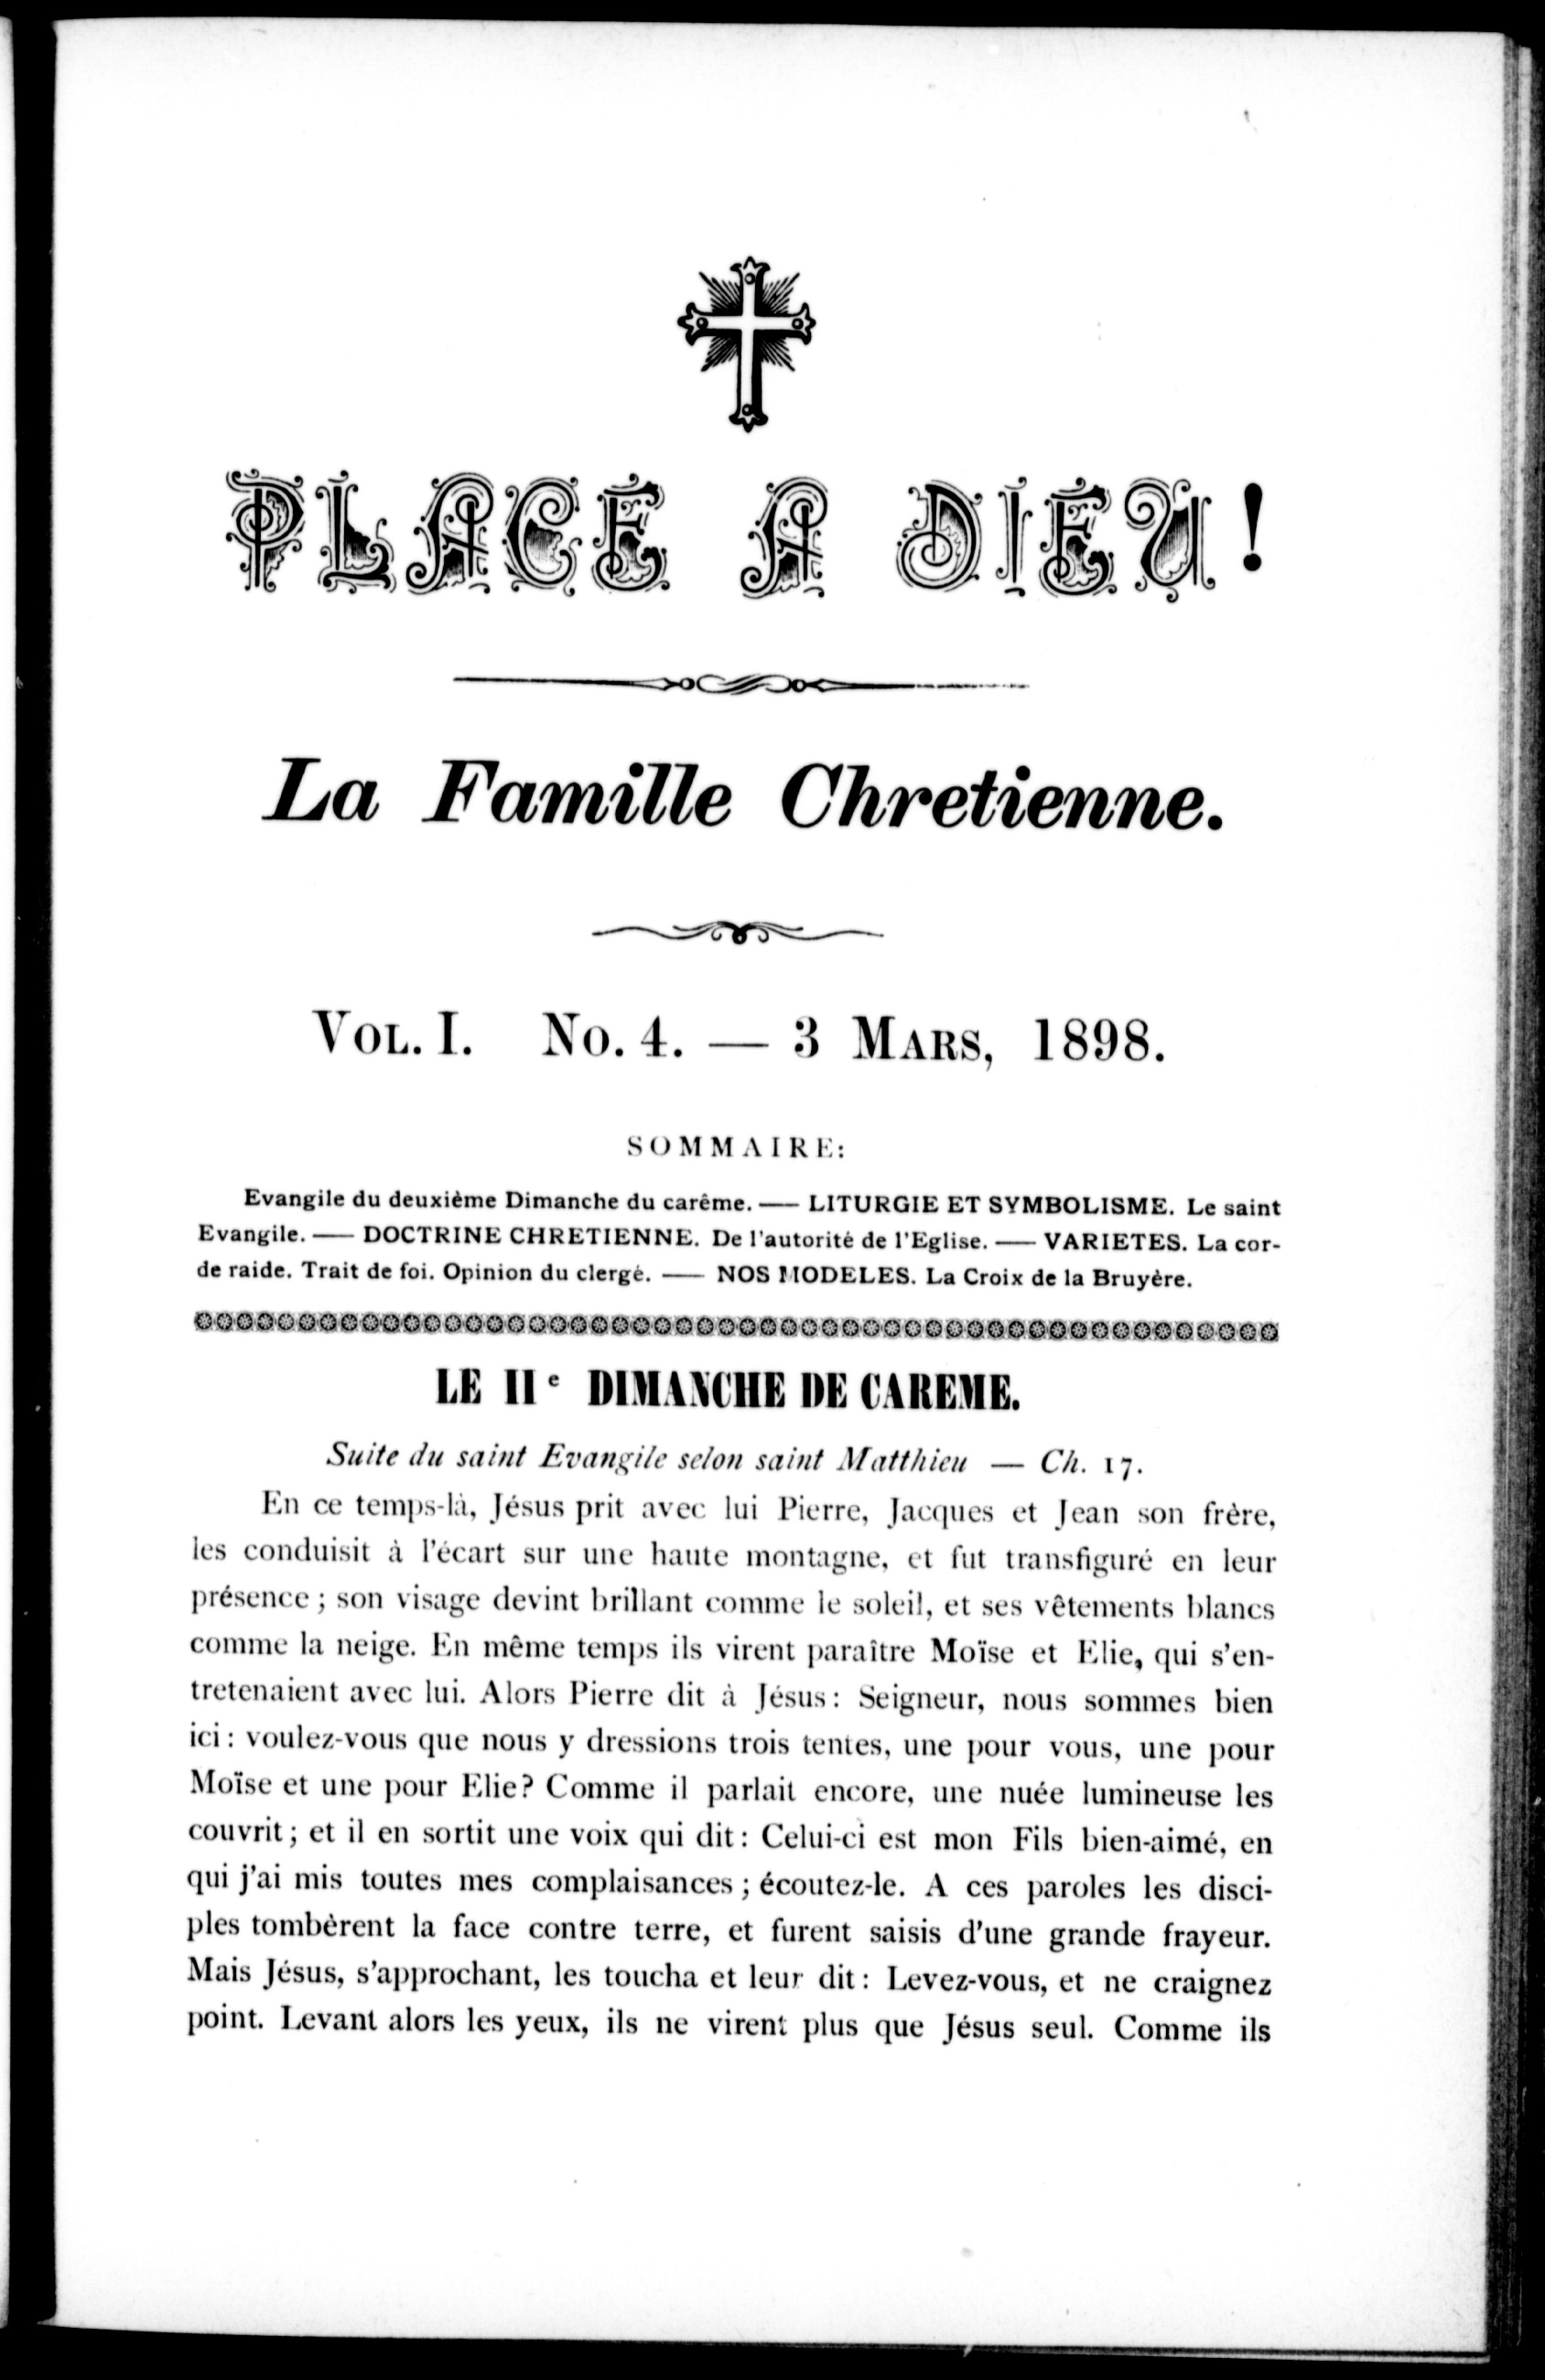 PLACE A DIEU!
La Famille Chretienne.
VOL. I. No. 4. — 3 MARS, 1898.
SOMMAIRE:
Evangile du deuxième Dimanche du carême. — LITURGIE ET SYMBOLISME. Le saint
Evangile. — DOCTRINE CHRETIENNE. De l'autorité de l'Eglise. — VARIETES. La cor-
de raide. Trait de foi. Opinion du clergé. — NOS MODELES. La Croix de la Bruyère.
LE IIe DIMANCHE DE CAREME.
Suite du saint Evangile selon saint Matthieu — Ch. 17.
En ce temps-là, Jésus prit avec lui Pierre, Jacques et Jean son frère,
les conduisit à l'écart sur une haute montagne, et fut transfiguré en leur
présence ; son visage devint brillant comme le soleil, et ses vêtements blancs
comme la neige. En même temps ils virent paraître Moïse et Elie, qui s'en-
tretenaient avec lui. Alors Pierre dit à Jésus : Seigneur, nous sommes bien
ici : voulez-vous que nous y dressions trois tentes, une pour vous, une pour
Moïse et une pour Elie? Comme il parlait encore, une nuée lumineuse les
couvrit ; et il en sortit une voix qui dit : Celui-ci est mon Fils bien-aimé, en
qui j'ai mis toutes mes complaisances ; écoutez-le. A ces paroles les disci-
ples tombèrent la face contre terre, et furent saisis d'une grande frayeur.
Mais Jésus, s'approchant, les toucha et leur dit : Levez-vous, et ne craignez
point. Levant alors les yeux, ils ne virent plus que Jésus seul. Comme ils